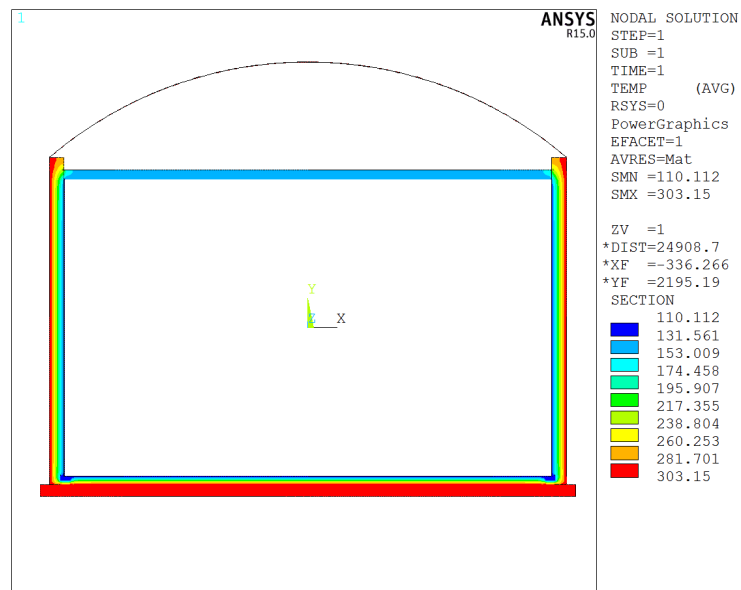 1
ANSYS
R15.0
NODAL SOLUTION
STEP=1
SUB =1
TIME=1
TEMP (AVG)
RSYS=0
PowerGraphics
EFACET=1
AVRES=Mat
SMN =110.112
SMX =303.15
ZV =1
*DIST=24908.7
*XF =-336.266
*YF =2195.19
SECTION
110.112
131.561
153.009
174.458
195.907
217.355
238.804
260.253
281.701
303.15
Y
Z X